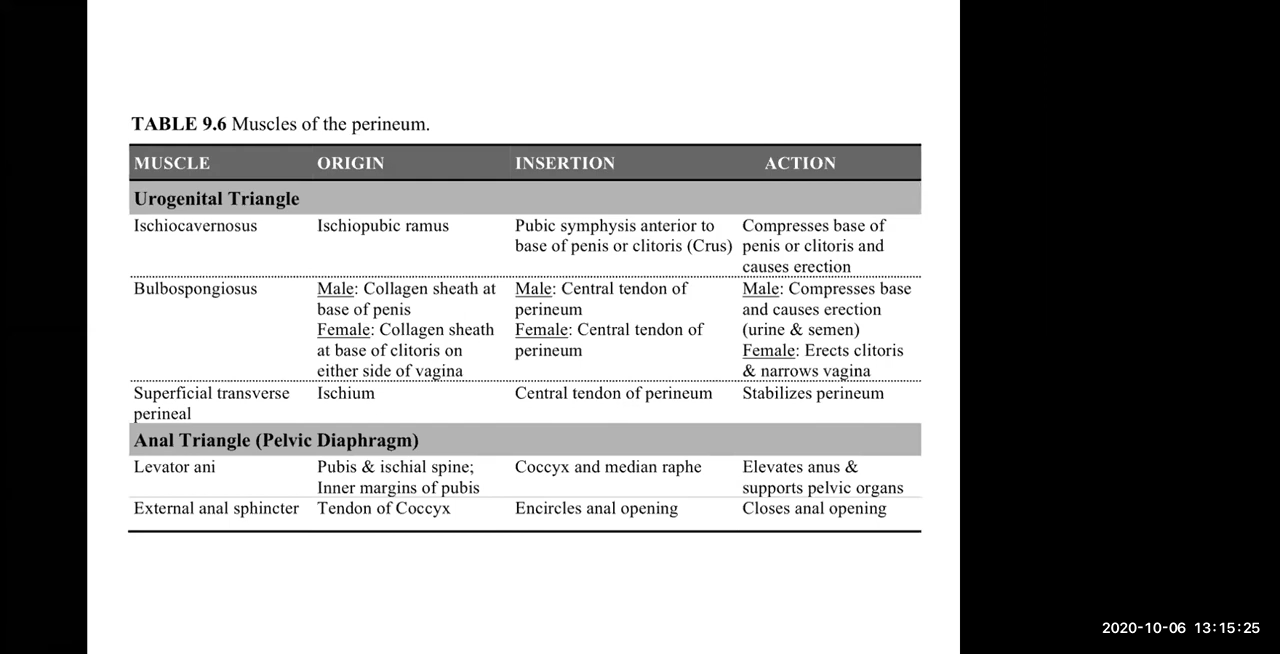 TABLE 9.6 Muscles of the perineum.
MUSCLE ORIGIN INSERTION ACTION
Urogenital Triangle
Ischiocavernosus Ischiopubic ramus Pubic symphysis anterior to Compresses base of
base of penis or clitoris (Crus) penis or clitoris and
causes erection
Bulbospongiosus Male: Collagen sheath at Male: Central tendon of Male: Compresses base
base of penis perineum and causes erection
Female: Collagen sheath Female: Central tendon of (urine & semen)
at base of clitoris on perineum Female: Erects clitoris
either side of vagina & narrows vagina
Superficial transverse Ischium Central tendon of perineum Stabilizes perineum
perineal
Anal Triangle (Pelvic Diaphragm)
Levator ani Pubis & ischial spine; Coccyx and median raphe Elevates anus &
Inner margins of pubis supports pelvic organs
External anal sphincter Tendon of Coccyx Encircles anal opening Closes anal opening
2020-10-06 13:15:25